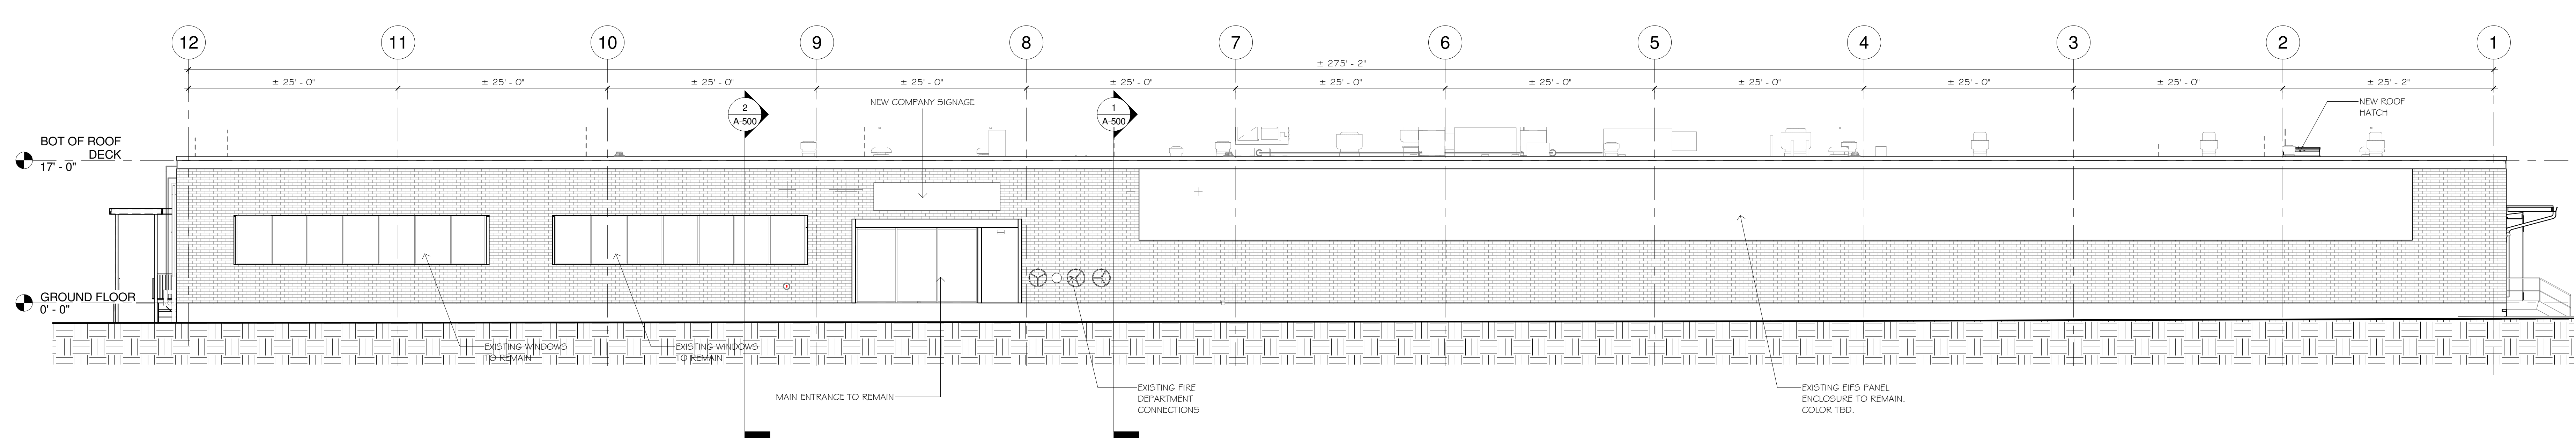 12 11 10 9 8 7 6 5 4 3 2 1
± 275' - 2"
± 25' - 0" ± 25' - 0" ± 25' - 0" ± 25' - 0" ± 25' - 0" ± 25' - 0" ± 25' - 0" ± 25' - 0" ± 25' - 0" ± 25' - 0" ± 25' - 2"
2
A-500
NEW COMPANY SIGNAGE
1
A-500
NEW ROOF
HATCH
BOT OF ROOF
DECK
17' - 0"
GROUND FLOOR
0' - 0"
EXISTING WINDOWS
TO REMAIN
EXISTING WINDOWS
TO REMAIN
MAIN ENTRANCE TO REMAIN
EXISTING FIRE
DEPARTMENT
CONNECTIONS
EXISTING EIFS PANEL
ENCLOSURE TO REMAIN.
COLOR TBD.